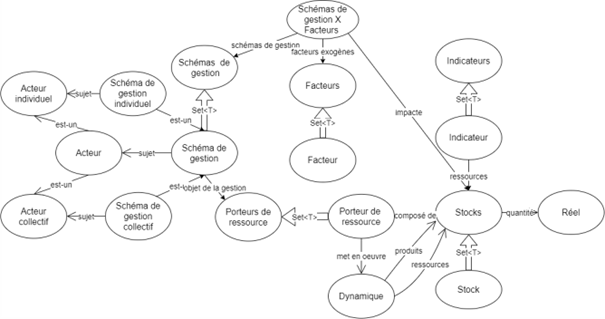 Schémas de
gestion X
Facteurs
schémas de gestion
facteurs exogènes
Schémas de
gestion
Facteurs
Indicateurs
Acteur
individuel
sujet
Schéma de
gestion
individuel
Set<T>
Set<T>
impacte
Set<T>
est-un
est-un
Acteur
sujet
Schéma de
gestion
Facteur
Indicateur
est-un
est-
objet de la gestion
ressources
Acteur
collectif
sujet
Schéma de
gestion
collectif
Porteurs de
ressource
Set<T>
Porteur de
ressource
composé de
Stocks
quantité
Réel
met en oeuvre
produits
ressources
Set<T>
Dynamique
Stock